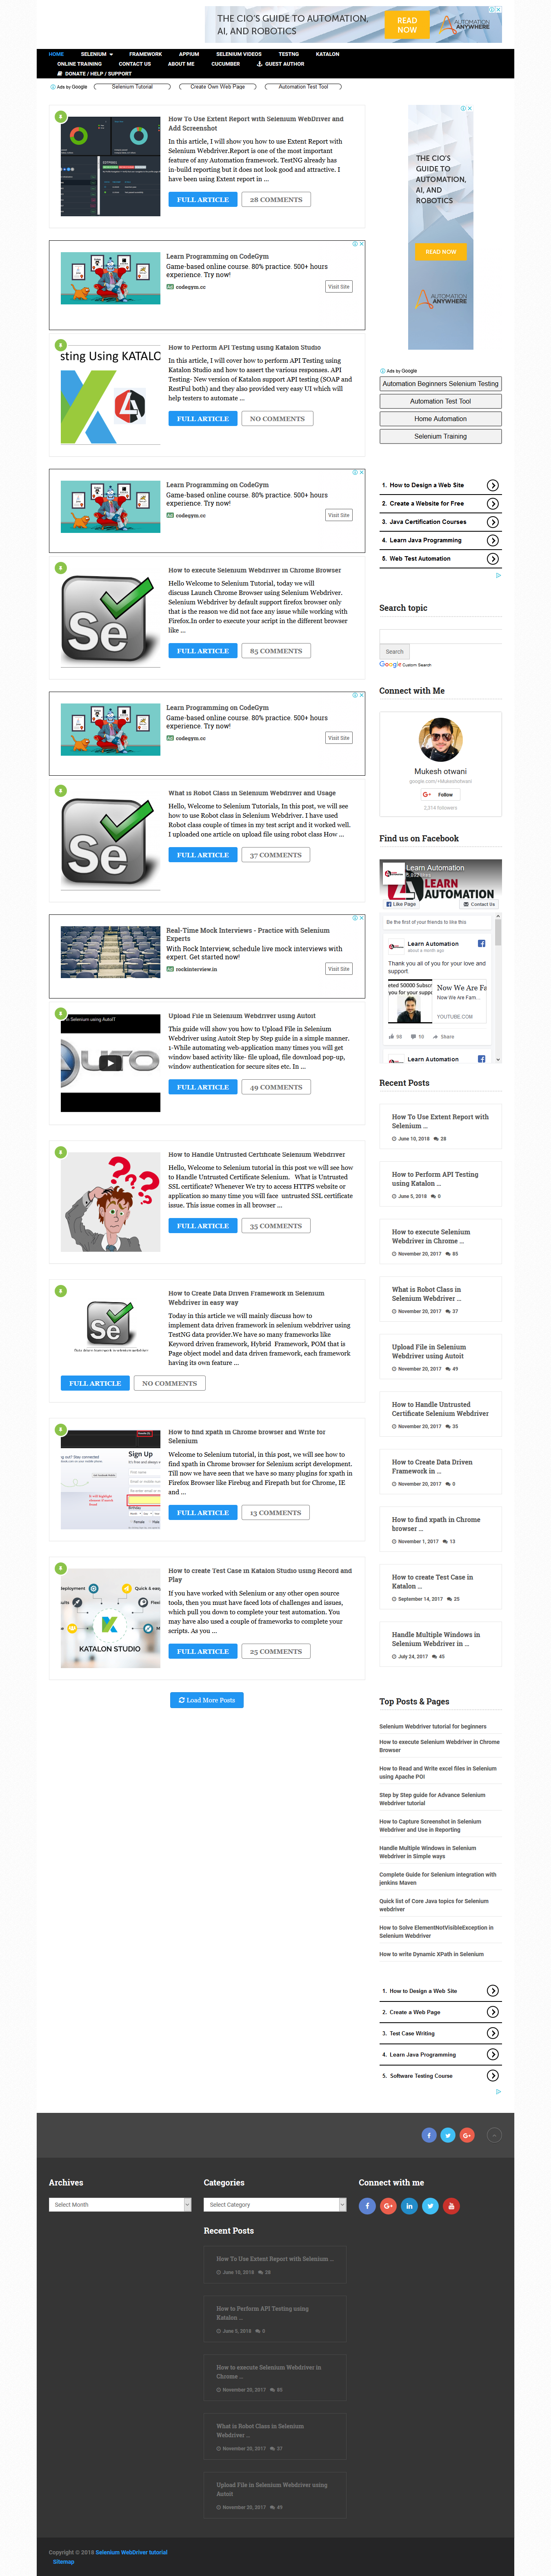 THE CIO'S GUIDE TO AUTOMATION,
AI, AND ROBOTICS
READ
NOW
AUTOMATION
ANYWHERE
HOME SELENIUM FRAMEWORK APPIUM SELENIUM VIDEOS TESTNG KATALON
ONLINE TRAINING CONTACT US ABOUT ME CUCUMBER GUEST AUTHOR
DONATE / HELP / SUPPORT
Ads by Google Selenium Tutorial Create Own Web Page Automation Test Tool
How To Use Extent Report with Selenium WebDriver and
Add Screenshot
In this article, I will show you how to use Extent Report with
Selenium Webdriver.Report is one of the most important
feature of any Automation framework. TestNG already has
in-build reporting but it does not look good and attractive. I
have been using Extent report in ...
FULL ARTICLE 28 COMMENTS
Learn Programming on CodeGym
Game-based online course. 80% practice. 500+ hours
experience. Try now!
Ad codegym.cc Visit Site
How to Perform API Testing using Katalon Studio
sting Using KATALO
In this article, I will cover how to perform API Testing using
Katalon Studio and how to assert the various responses. API
Testing- New version of Katalon support API testing (SOAP and
RestFul both) and they also provided very easy UI which will
help testers to automate ...
FULL ARTICLE NO COMMENTS
Learn Programming on CodeGym
Game-based online course. 80% practice. 500+ hours
experience. Try now!
Ad codegym.cc Visit Site
How to execute Selenium Webdriver in Chrome Browser
Se
Hello Welcome to Selenium Tutorial, today we will
discuss Launch Chrome Browser using Selenium Webdriver.
Selenium Webdriver by default support firefox browser only
that is the reason we did not face any issue while working with
Firefox.In order to execute your script in the different browser
like ...
FULL ARTICLE 85 COMMENTS
Learn Programming on CodeGym
Game-based online course. 80% practice. 500+ hours
experience. Try now!
Ad codegym.cc Visit Site
What is Robot Class in Selenium Webdriver and Usage
Se
Hello, Welcome to Selenium Tutorials, In this post, we will see
how to use Robot class in Selenium Webdriver. I have used
Robot class couple of times in my test script and it worked well.
I uploaded one article on upload file using robot class How ...
FULL ARTICLE 37 COMMENTS
Real-Time Mock Interviews - Practice with Selenium
Experts
With Rock Interview, schedule live mock interviews with
expert. Get started now!
Ad rockinterview.in Visit Site
Upload File in Selenium Webdriver using Autoit
Selenium using AutoIT
This guide will show you how to Upload File in Selenium
Webdriver using Autoit Step by Step guide in a simple manner.
1-While automating web-application many times you will get
window based activity like- file upload, file download pop-up,
window authentication for secure sites etc. In ...
FULL ARTICLE 49 COMMENTS
How to Handle Untrusted Certificate Selenium Webdriver
???
Hello, Welcome to Selenium tutorial in this post we will see how
to Handle Untrusted Certificate Selenium. What is Untrusted
SSL certificate? Whenever We try to access HTTPS website or
application so many time you will face untrusted SSL certificate
issue. This issue comes in all browser ...
FULL ARTICLE 35 COMMENTS
How to Create Data Driven Framework in Selenium
Webdriver in easy way
Se
Today in this article we will mainly discuss how to
implement data driven framework in selenium webdriver using
TestNG data provider.We have so many frameworks like
Keyword driven framework, Hybrid Framework, POM that is
Page object model and data driven framework, each framework
having its own feature ...
FULL ARTICLE NO COMMENTS
How to find xpath in Chrome browser and Write for
Selenium
Sign Up
Welcome to Selenium tutorial, in this post, we will see how to
find xpath in Chrome browser for Selenium script development.
Till now we have seen that we have so many plugins for xpath in
Firefox Browser like Firebug and Firepath but for Chrome, IE
and ...
FULL ARTICLE 13 COMMENTS
How to create Test Case in Katalon Studio using Record and
Play
KATALON STUDIO
If you have worked with Selenium or any other open source
tools, then you must have faced lots of challenges and issues,
which pull you down to complete your test automation. You
may have also used a couple of frameworks to complete your
scripts. As you ...
FULL ARTICLE 25 COMMENTS
Load More Posts
THE CIO'S
GUIDE TO
AUTOMATION,
AI, AND
ROBOTICS
READ NOW
AUTOMATION
ANYWHERE
Ads by Google
Automation Beginners Selenium Testing
Automation Test Tool
Home Automation
Selenium Training
1. How to Design a Web Site
2. Create a Website for Free
3. Java Certification Courses
4. Learn Java Programming
5. Web Test Automation
Search topic
Search
Google Custom Search
Connect with Me
Mukesh otwani
google.com/+Mukeshotwani
G+ Follow
2,314 followers
Find us on Facebook
Learn Automation
LEARN
AUTOMATION
Like Page Contact Us
Be the first of your friends to like this
Learn Automation
about a month ago
Thank you all of you for your love and
support.
Now We Are Fa
Now We Are Fam...
YOUTUBE.COM
98 10 Share
Learn Automation
Recent Posts
How To Use Extent Report with
Selenium ...
June 10, 2018 28
How to Perform API Testing
using Katalon ...
June 5, 2018 0
How to execute Selenium
Webdriver in Chrome ...
November 20, 2017 85
What is Robot Class in
Selenium Webdriver ...
November 20, 2017 37
Upload File in Selenium
Webdriver using Autoit
November 20, 2017 49
How to Handle Untrusted
Certificate Selenium Webdriver
November 20, 2017 35
How to Create Data Driven
Framework in ...
November 20, 2017 0
How to find xpath in Chrome
browser ...
November 1, 2017 13
How to create Test Case in
Katalon ...
September 14, 2017 25
Handle Multiple Windows in
Selenium Webdriver in ...
July 24, 2017 45
Top Posts & Pages
Selenium Webdriver tutorial for beginners
How to execute Selenium Webdriver in Chrome
Browser
How to Read and Write excel files in Selenium
using Apache POI
Step by Step guide for Advance Selenium
Webdriver tutorial
How to Capture Screenshot in Selenium
Webdriver and Use in Reporting
Handle Multiple Windows in Selenium
Webdriver in Simple ways
Complete Guide for Selenium integration with
jenkins Maven
Quick list of Core Java topics for Selenium
webdriver
How to Solve ElementNotVisibleException in
Selenium Webdriver
How to write Dynamic XPath in Selenium
1. How to Design a Web Site
2. Create a Web Page
3. Test Case Writing
4. Learn Java Programming
5. Software Testing Course
Archives
Select Month
Categories
Select Category
Recent Posts
How To Use Extent Report with Selenium ...
June 10, 2018 28
How to Perform API Testing using
Katalon ...
June 5, 2018 0
How to execute Selenium Webdriver in
Chrome ...
November 20, 2017 85
What is Robot Class in Selenium
Webdriver ...
November 20, 2017 37
Upload File in Selenium Webdriver using
Autoit
November 20, 2017 49
Connect with me
Copyright © 2018 Selenium WebDriver tutorial
Sitemap